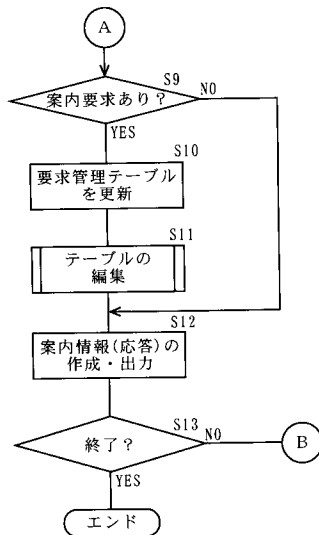 A
S9
案内要求あり?
NO
YES
S10
要求管理テーブル
を更新
S11
テーブルの
編集
S12
案内情報(応答)の
作成・出力
S13
終了?
NO
B
YES
エンド